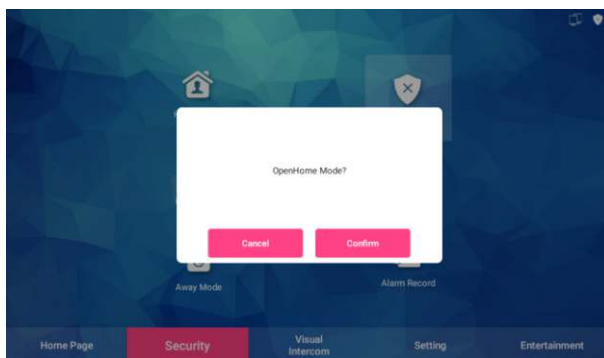 OpenHome Mode?
Cancel
Confirm
Away Mode
Alarm Record
Home Page
Security
Visual
Intercom
Setting
Entertainment